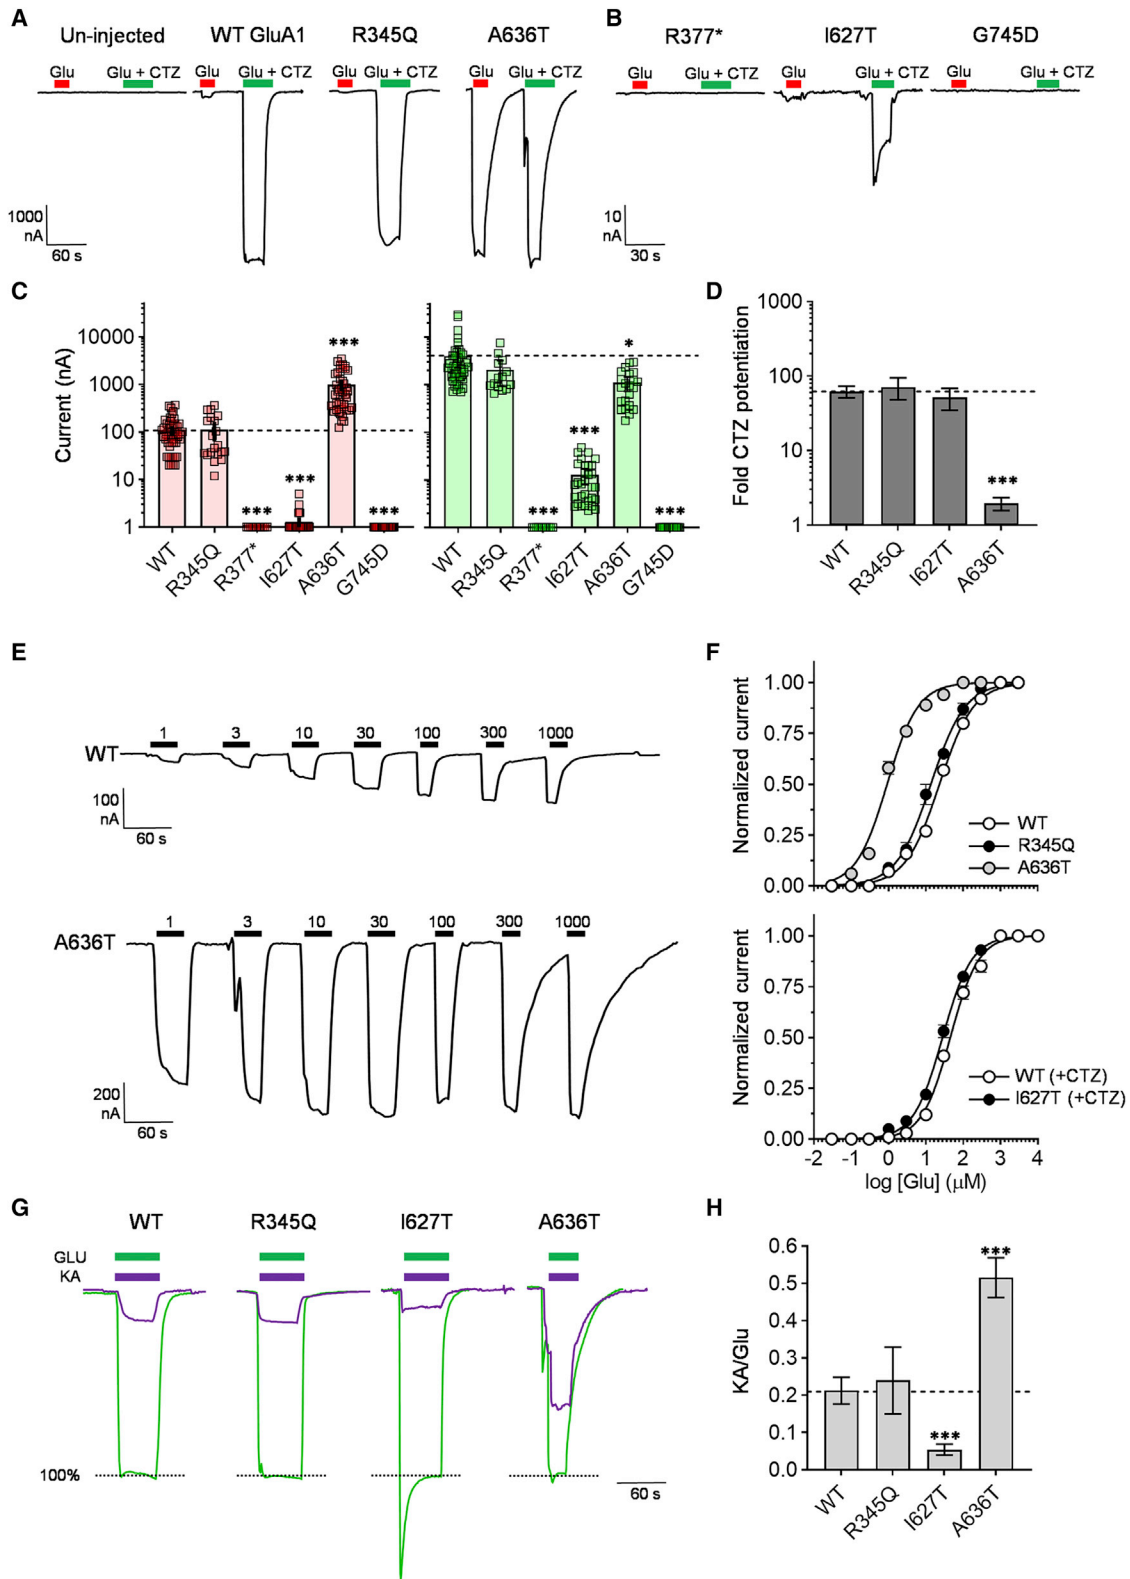 A
Un-injected
WT GluA1
R345Q
A636T
Glu
Glu + CTZ
Glu
Glu + CTZ
Glu
Glu + CTZ
Glu
Glu + CTZ
1000
nA
60 s
B
R377*
I627T
G745D
Glu
Glu + CTZ
Glu
Glu + CTZ
Glu
Glu + CTZ
10
nA
30 s
C
Current (nA)
10000
1000
100
10
1
***
***
***
***
WT
R345Q
R377*
I627T
A636T
G745D
***
***
*
***
WT
R345Q
R377*
I627T
A636T
G745D
D
Fold CTZ potentiation
1000
100
10
1
***
WT
R345Q
I627T
A636T
E
WT
1
3
10
30
100
300
1000
100
nA
60 s
A636T
1
3
10
30
100
300
1000
200
nA
60 s
F
Normalized current
1.00
0.75
0.50
0.25
0.00
WT
R345Q
A636T
Normalized current
1.00
0.75
0.50
0.25
0.00
WT (+CTZ)
I627T (+CTZ)
-2
-1
0
1
2
3
4
log [Glu] (μM)
G
WT
R345Q
I627T
A636T
GLU
KA
100%
60 s
H
KA/Glu
0.6
0.5
0.4
0.3
0.2
0.1
0.0
***
***
WT
R345Q
I627T
A636T